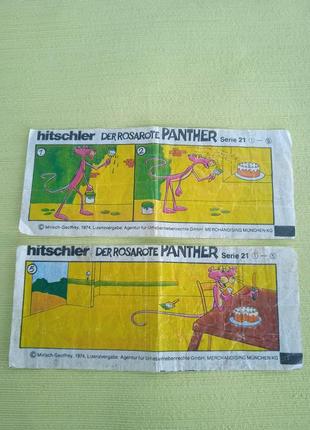 hitschler DER ROSAROTE PANTHER Serie 21 ① — ⑤
① ②
© Mirisch-Geoffrey, 1974, Lizenzvergabe: Agentur für Urheberrechte GmbH, MERCHANDISING MÜNCHEN KG
hitschler DER ROSAROTE PANTHER Serie 21 ① — ⑤
⑤
© Mirisch-Geoffrey, 1974, Lizenzvergabe: Agentur für Urhebernebenrechte GmbH, MERCHANDISING MÜNCHEN KG